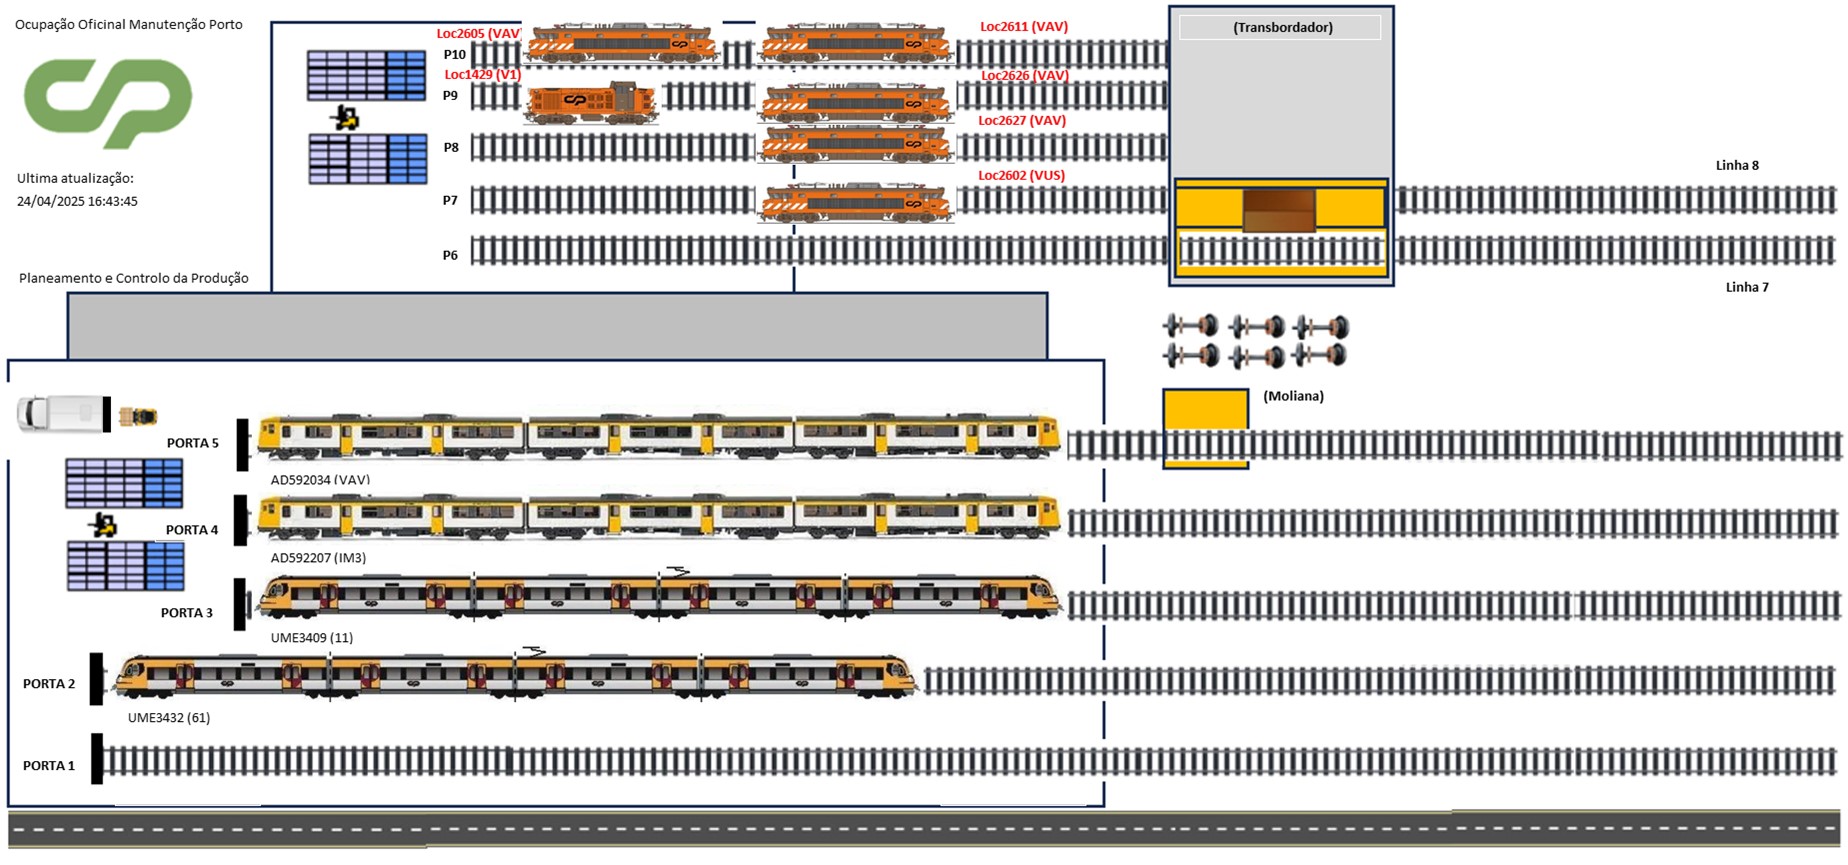 Ocupação Oficinal Manutenção Porto
CP
Ultima atualização:
24/04/2025 16:43:45
Planeamento e Controlo da Produção
Loc2605 (VAV)
Loc2611 (VAV)
P10
Loc1429 (V1)
Loc2626 (VAV)
P9
Loc2627 (VAV)
P8
Loc2602 (VUS)
P7
P6
(Transbordador)
Linha 8
Linha 7
(Moliana)
PORTA 5
AD592034 (VAV)
PORTA 4
AD592207 (IM3)
PORTA 3
UME3409 (11)
PORTA 2
UME3432 (61)
PORTA 1